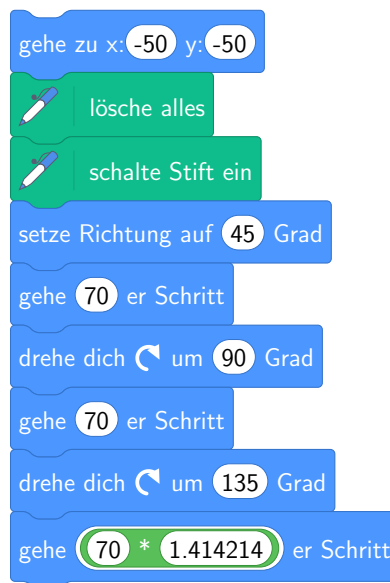 gehe zu x: -50 y: -50
lösche alles
schalte Stift ein
setze Richtung auf 45 Grad
gehe 70 er Schritt
drehe dich um 90 Grad
gehe 70 er Schritt
drehe dich um 135 Grad
gehe 70 * 1.414214 er Schritt